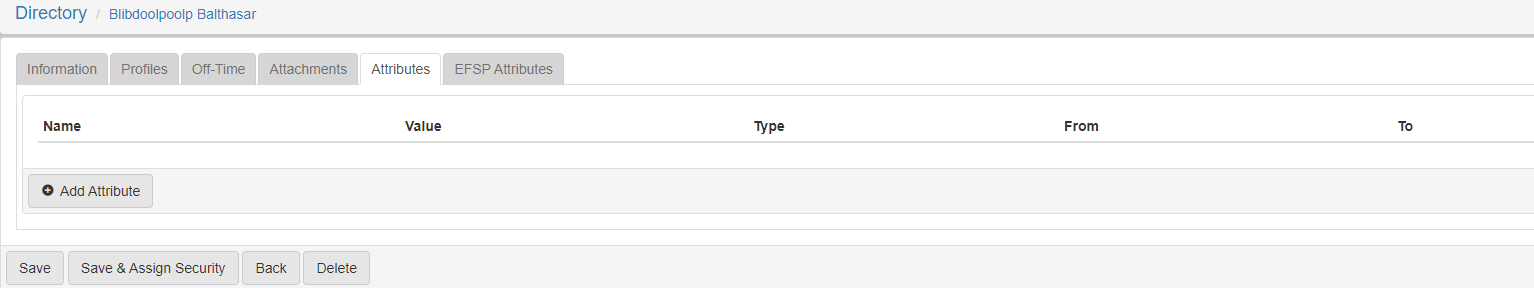 Directory / Blibdoolpoolp Balthasar
Information Profiles Off-Time Attachments Attributes EFSP Attributes
Name Value Type From To
Add Attribute
Save Save & Assign Security Back Delete